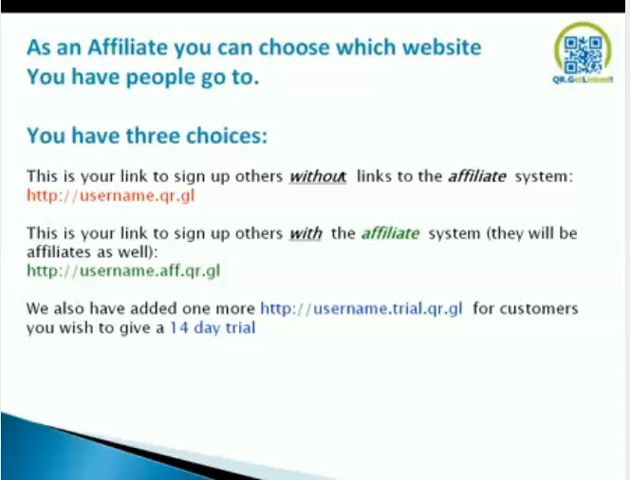 As an Affiliate you can choose which website
You have people go to.
QR.GetLinked!
You have three choices:
This is your link to sign up others without links to the affiliate system:
http://username.qr.gl
This is your link to sign up others with the affiliate system (they will be
affiliates as well):
http://username.aff.qr.gl
We also have added one more http://username.trial.qr.gl for customers
you wish to give a 14 day trial